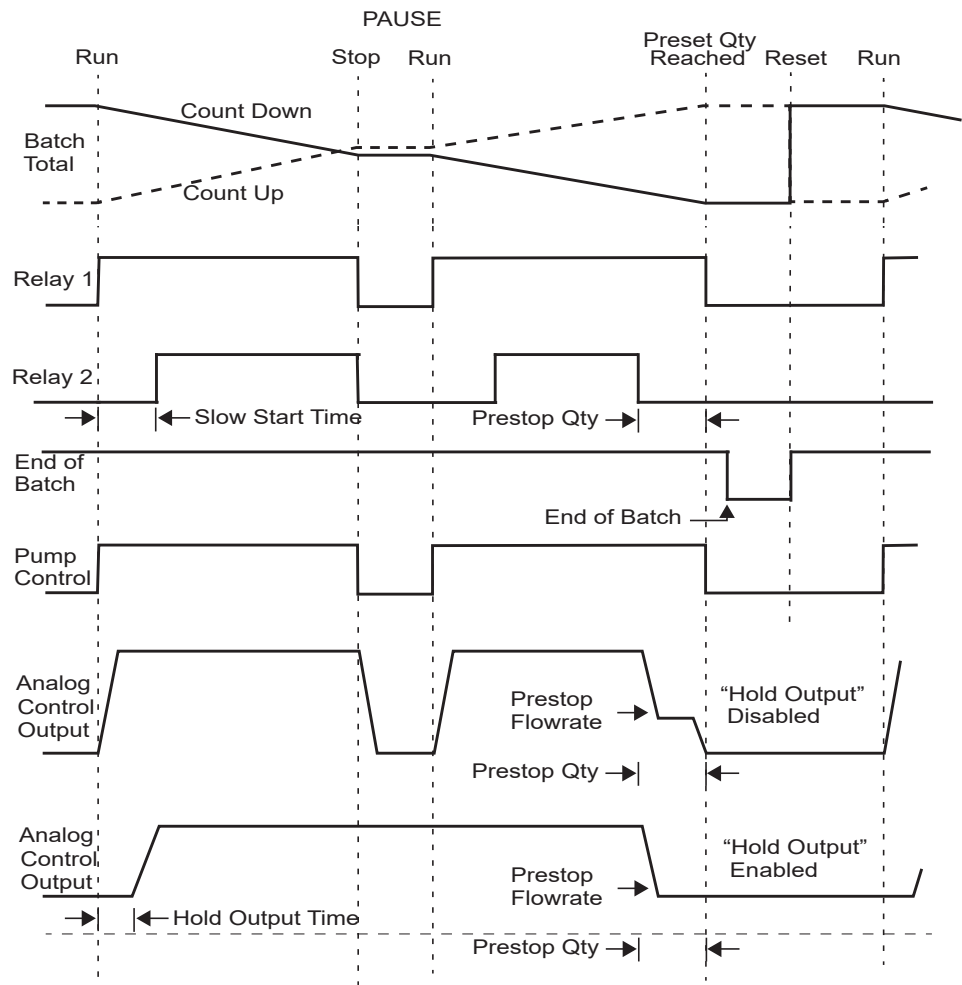 PAUSE
Run
Stop
Run
Preset Qty
Reached
Reset
Run
Count Down
Batch
Total
Count Up
Relay 1
Relay 2
Slow Start Time
Prestop Qty
End of
Batch
End of Batch
Pump
Control
Analog
Control
Output
Prestop
Flowrate
“Hold Output”
Disabled
Prestop Qty
Analog
Control
Output
Prestop
Flowrate
“Hold Output”
Enabled
Hold Output Time
Prestop Qty